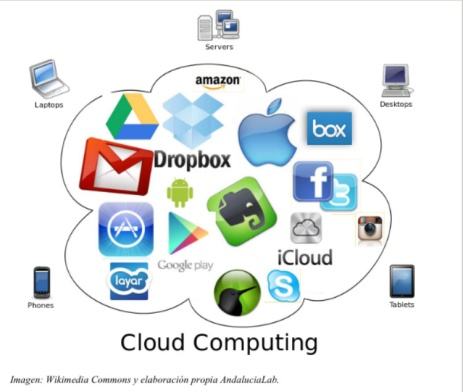 Servers
amazon
Laptops
Desktops
box
Dropbox
f
t
Google play
iCloud
layar
S
Phones
Tablets
Cloud Computing
Imagen: Wikimedia Commons y elaboración propia AndaluciaLab.